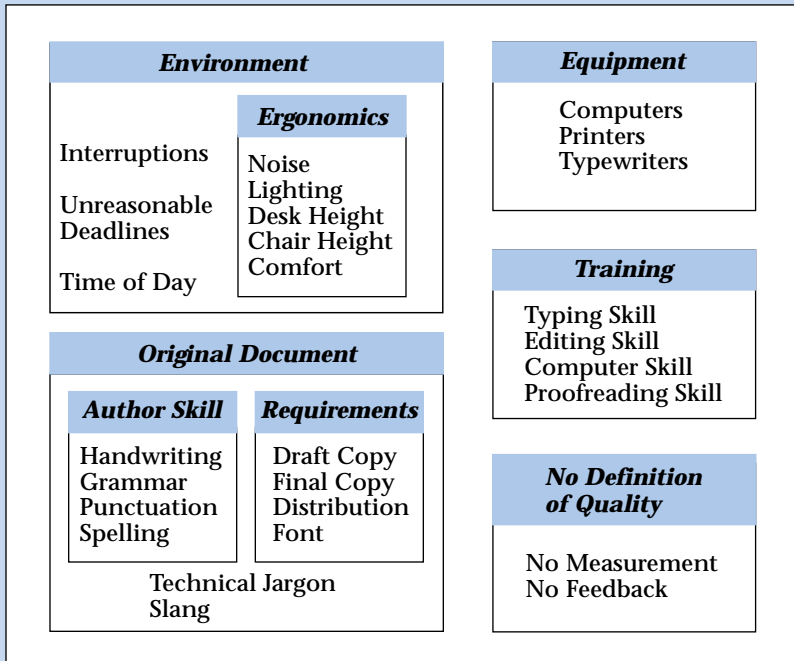 Environment
Interruptions
Unreasonable
Deadlines
Time of Day
Ergonomics
Noise
Lighting
Desk Height
Chair Height
Comfort
Original Document
Author Skill
Handwriting
Grammar
Punctuation
Spelling
Requirements
Draft Copy
Final Copy
Distribution
Font
Technical Jargon
Slang
Equipment
Computers
Printers
Typewriters
Training
Typing Skill
Editing Skill
Computer Skill
Proofreading Skill
No Definition
of Quality
No Measurement
No Feedback